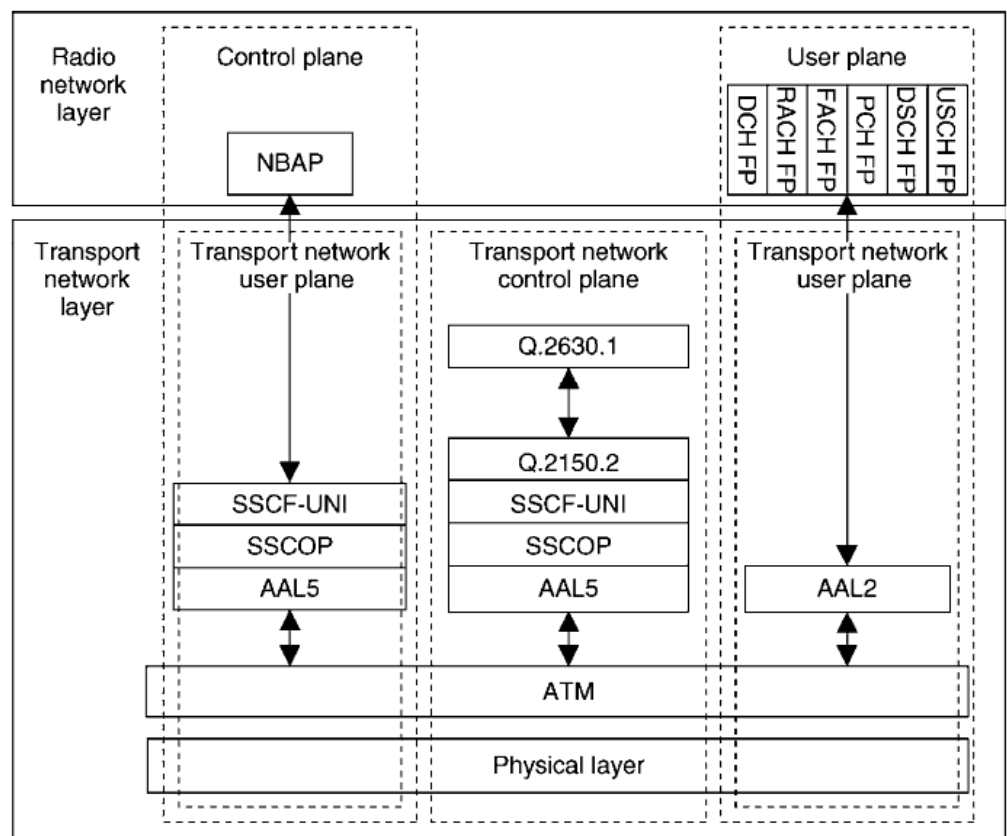 Radio
network
layer
Control plane
NBAP
User plane
DCH FP
RACH FP
FACH FP
PCH FP
DSCH FP
USCH FP
Transport
network
layer
Transport network
user plane
SSCF-UNI
SSCOP
AAL5
Transport network
control plane
Q.2630.1
Q.2150.2
SSCF-UNI
SSCOP
AAL5
Transport network
user plane
AAL2
ATM
Physical layer